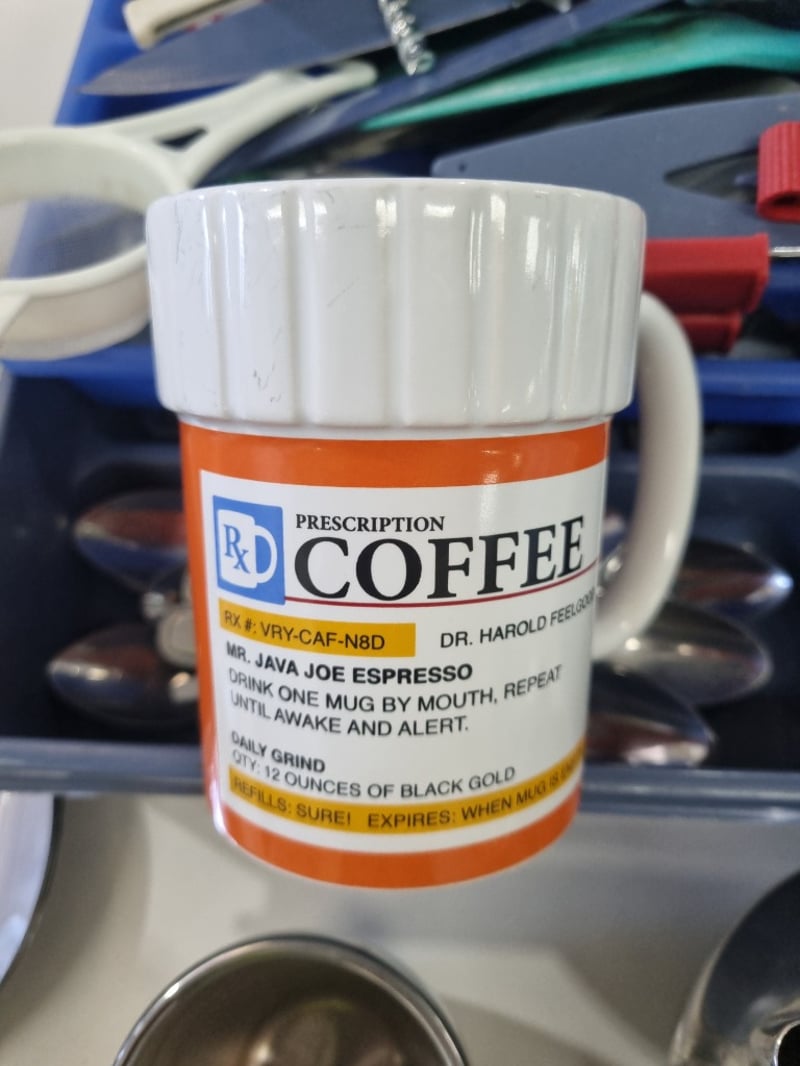 Rx
PRESCRIPTION
COFFEE
RX #: VRY-CAF-N8D
DR. HAROLD FEELGOOD
MR. JAVA JOE ESPRESSO
DRINK ONE MUG BY MOUTH, REPEAT
UNTIL AWAKE AND ALERT.
DAILY GRIND
QTY: 12 OUNCES OF BLACK GOLD
REFILLS: SURE! EXPIRES: WHEN MUG IS